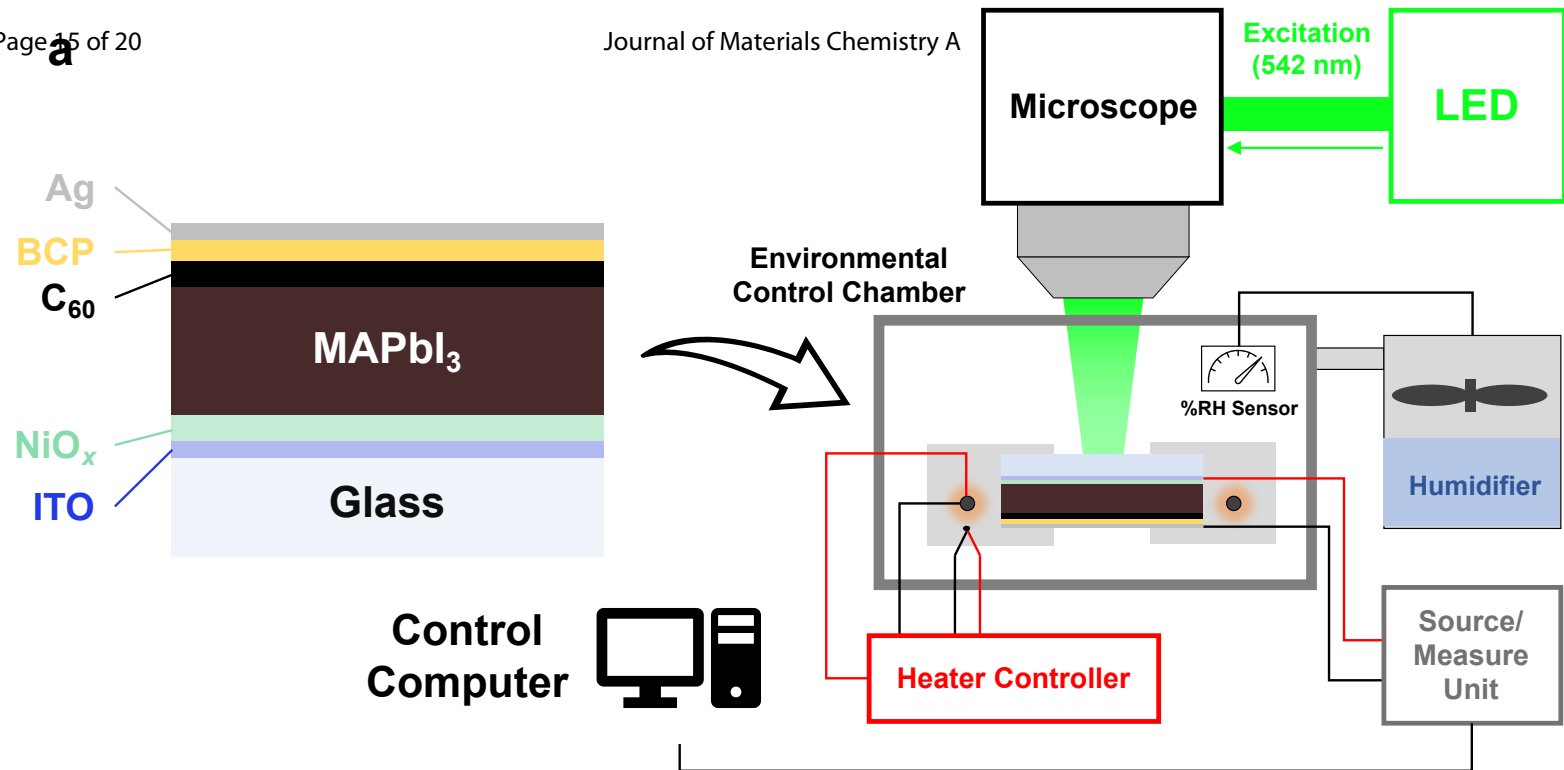 Page 15 of 20
Journal of Materials Chemistry A
a
Ag
BCP
C60
NiOx
ITO
MAPbI3
Glass
Microscope
Excitation
(542 nm)
LED
Environmental
Control Chamber
%RH Sensor
Humidifier
Control
Computer
Heater Controller
Source/
Measure
Unit